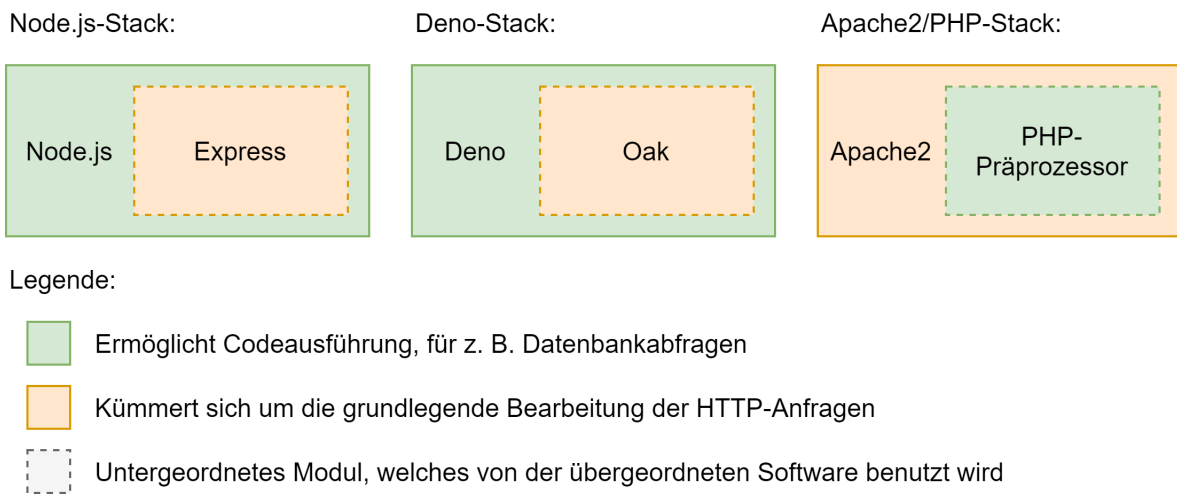 Node.js-Stack:
Deno-Stack:
Apache2/PHP-Stack:
Node.js
Express
Deno
Oak
Apache2
PHP-
Präprozessor
Legende:
Ermöglicht Codeausführung, für z. B. Datenbankabfragen
Kümmert sich um die grundlegende Bearbeitung der HTTP-Anfragen
Untergeordnetes Modul, welches von der übergeordneten Software benutzt wird